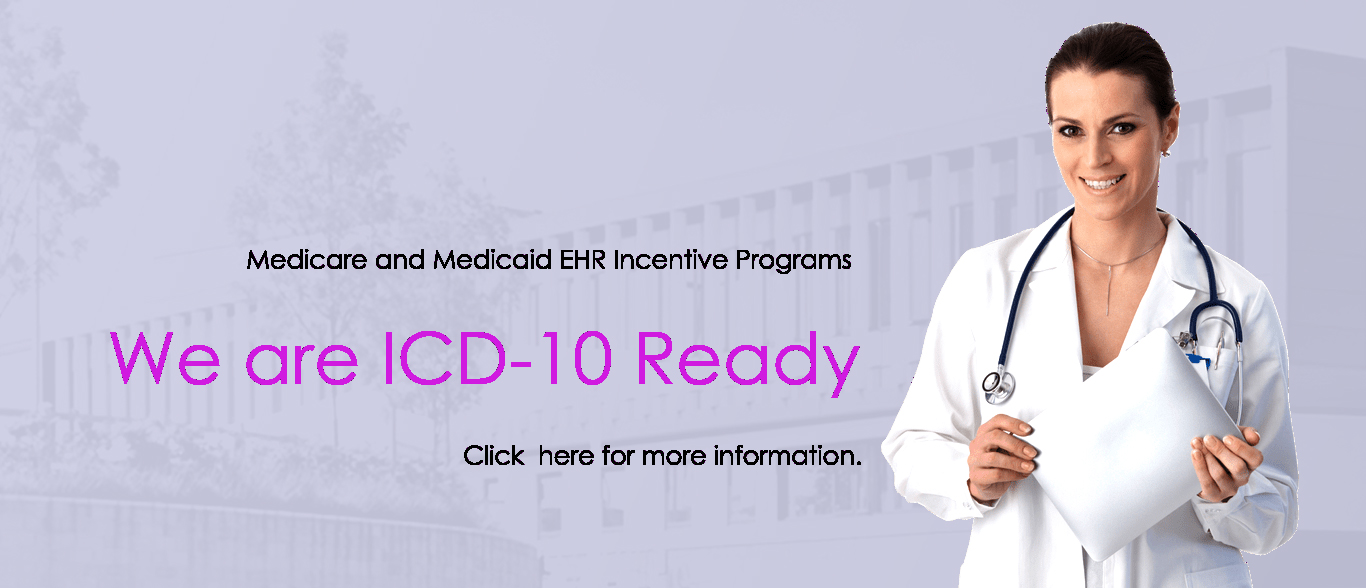 Medicare and Medicaid EHR Incentive Programs
We are ICD-10 Ready
Click  here for more information.